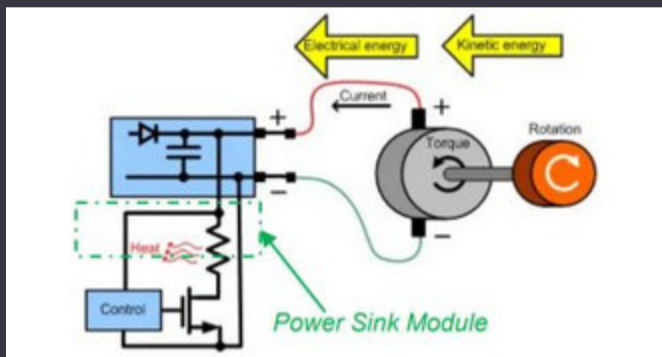 Electrical energy
Kinetic energy
Current
+
+
Rotation
Torque
−
−
Heat
Control
Power Sink Module